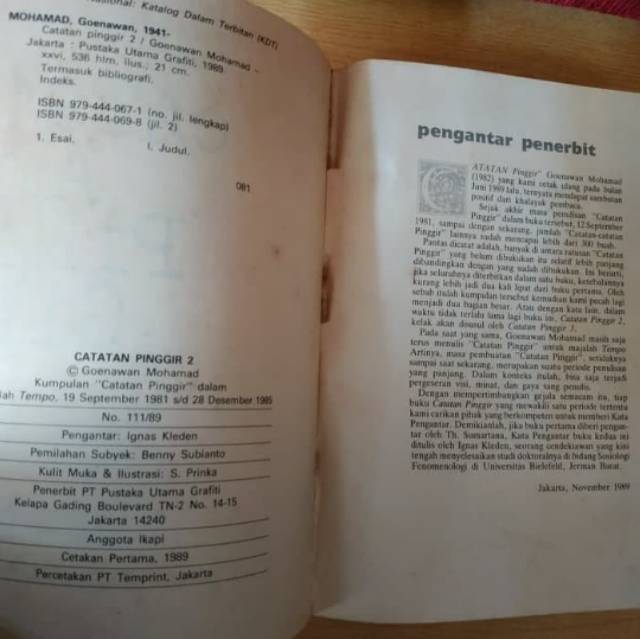 nasional: Katalog Dalam Terbitan (KDT)
MOHAMAD, Goenawan, 1941-
Catatan pinggir 2 / Goenawan Mohamad –
Jakarta : Pustaka Utama Grafiti, 1989.
xxvi, 536 hlm, ilus.; 21 cm.
Termasuk bibliografi.
Indeks.
ISBN 979-444-067-1 (no. jil. lengkap)
ISBN 979-444-069-8 (jil. 2)
1. Esai. I. Judul.
081
CATATAN PINGGIR 2
© Goenawan Mohamad
Kumpulan "Catatan Pinggir" dalam
lah Tempo, 19 September 1981 s/d 28 Desember 1985
No. 111/89
Pengantar: Ignas Kleden
Pemilahan Subyek: Benny Subianto
Kulit Muka & Ilustrasi: S. Prinka
Penerbit PT Pustaka Utama Grafiti
Kelapa Gading Boulevard TN-2 No. 14-15
Jakarta 14240
Anggota Ikapi
Cetakan Pertama, 1989
Percetakan PT Temprint, Jakarta
pengantar penerbit
CATATAN Pinggir" Goenawan Mohamad
(1982) yang kami cetak ulang pada bulan
Juni 1989 lalu, ternyata mendapat sambutan
positif dari khalayak pembaca.
Sejak akhir masa penulisan "Catatan
Pinggir" dalam buku tersebut, 12 September
1981, sampai dengan sekarang, jumlah "Catatan-catatan
Pinggir" lainnya sudah mencapai lebih dari 300 buah.
Pantas dicatat adalah, banyak di antara ratusan "Catatan
Pinggir" yang belum dibukukan itu relatif lebih panjang
dibandingkan dengan yang sudah dibukukan. Ini berarti,
jika seluruhnya diterbitkan dalam satu buku, ketebalannya
kurang lebih jadi dua kali lipat dari buku pertama. Oleh
sebab itulah kumpulan tersebut kemudian kami pecah lagi
menjadi dua bagian besar. Atau dengan kata lain, dalam
waktu tidak terlalu lama lagi buku ini, Catatan Pinggir 2,
kelak akan disusul oleh Catatan Pinggir 3.
Pada saat yang sama, Goenawan Mohamad masih saja
terus menulis "Catatan Pinggir" untuk majalah Tempo
Artinya, masa pembuatan "Catatan Pinggir", setidaknya
sampai saat sekarang, merupakan suatu periode penulisan
yang panjang. Dalam konteks itulah, bisa saja terjadi
pergeseran visi, minat, dan gaya sang penulis.
Dengan mempertimbangkan gejala semacam itu, tiap
buku Catatan Pinggir yang mewakili satu periode tertentu
kami carikan pihak yang berkompeten untuk memberi Kata
Pengantar. Demikianlah, jika buku pertama diberi pengan-
tar oleh Th. Sumartana, Kata Pengantar buku kedua ini
ditulis oleh Ignas Kleden, seorang cendekiawan yang kini
tengah menyelesaikan studi doktoralnya di bidang Sosiologi
Fenomenologi di Universitas Bielefeld, Jerman Barat.
Jakarta, November 1989